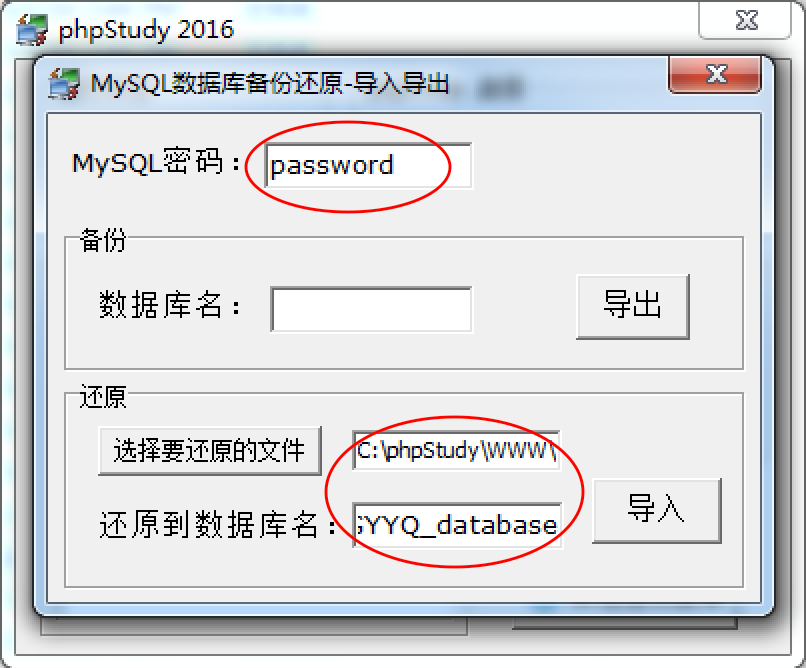 phpStudy 2016
MySQL数据库备份还原-导入导出
MySQL密码： password
备份
数据库名：
导出
还原
选择要还原的文件 C:\phpStudy\WWW\
还原到数据库名： GYYQ_database
导入